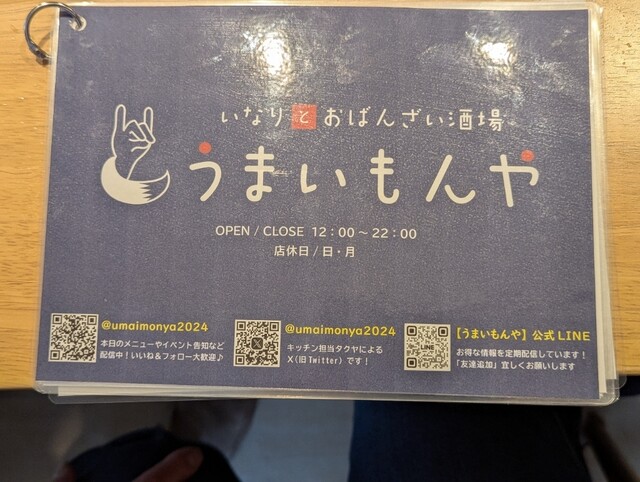 いなりとおばんざい酒場
うまいもんや
OPEN / CLOSE 12:00～22:00
店休日 / 日・月
@umaimonya2024
本日のメニューやイベント告知など
配信中！いいね＆フォロー大歓迎♪
@umaimonya2024
キッチン担当タクヤによる
X（旧Twitter）です！
LINE
【うまいもんや】公式LINE
お得な情報を定期配信しています！
「友達追加」宜しくお願いします